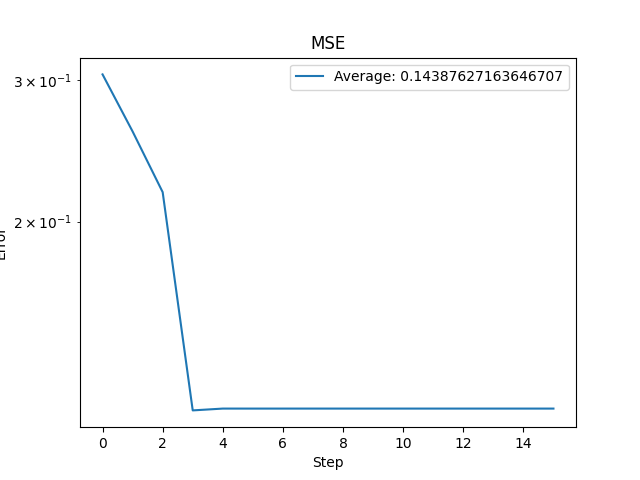 MSE
Average: 0.14387627163646707
3 × 10⁻¹
2 × 10⁻¹
Error
0 2 4 6 8 10 12 14
Step